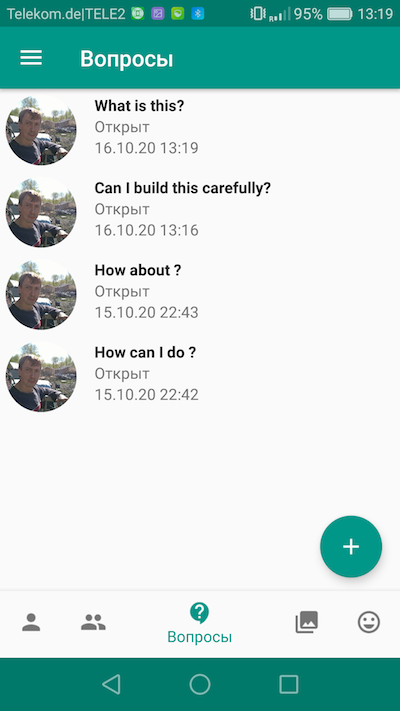 Telekom.de|TELE2 95% 13:19
Вопросы
What is this?
Открыт
16.10.20 13:19
Can I build this carefully?
Открыт
16.10.20 13:16
How about ?
Открыт
15.10.20 22:43
How can I do ?
Открыт
15.10.20 22:42
Вопросы